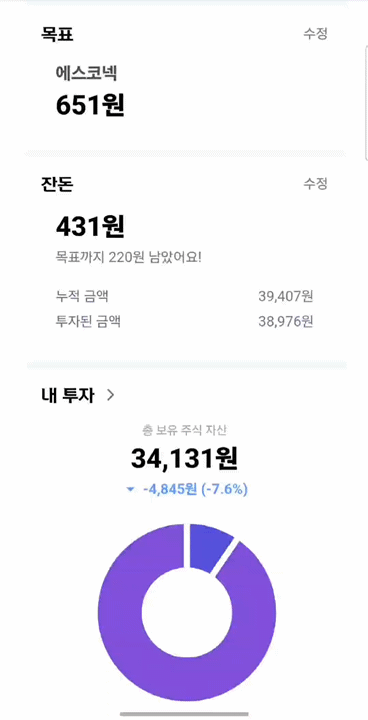 목표 수정
에스코넥
651원
잔돈 수정
431원
목표까지 220원 남았어요!
누적 금액 39,407원
투자된 금액 38,976원
내 투자 >
총 보유 주식 자산
34,131원
-4,845원 (-7.6%)